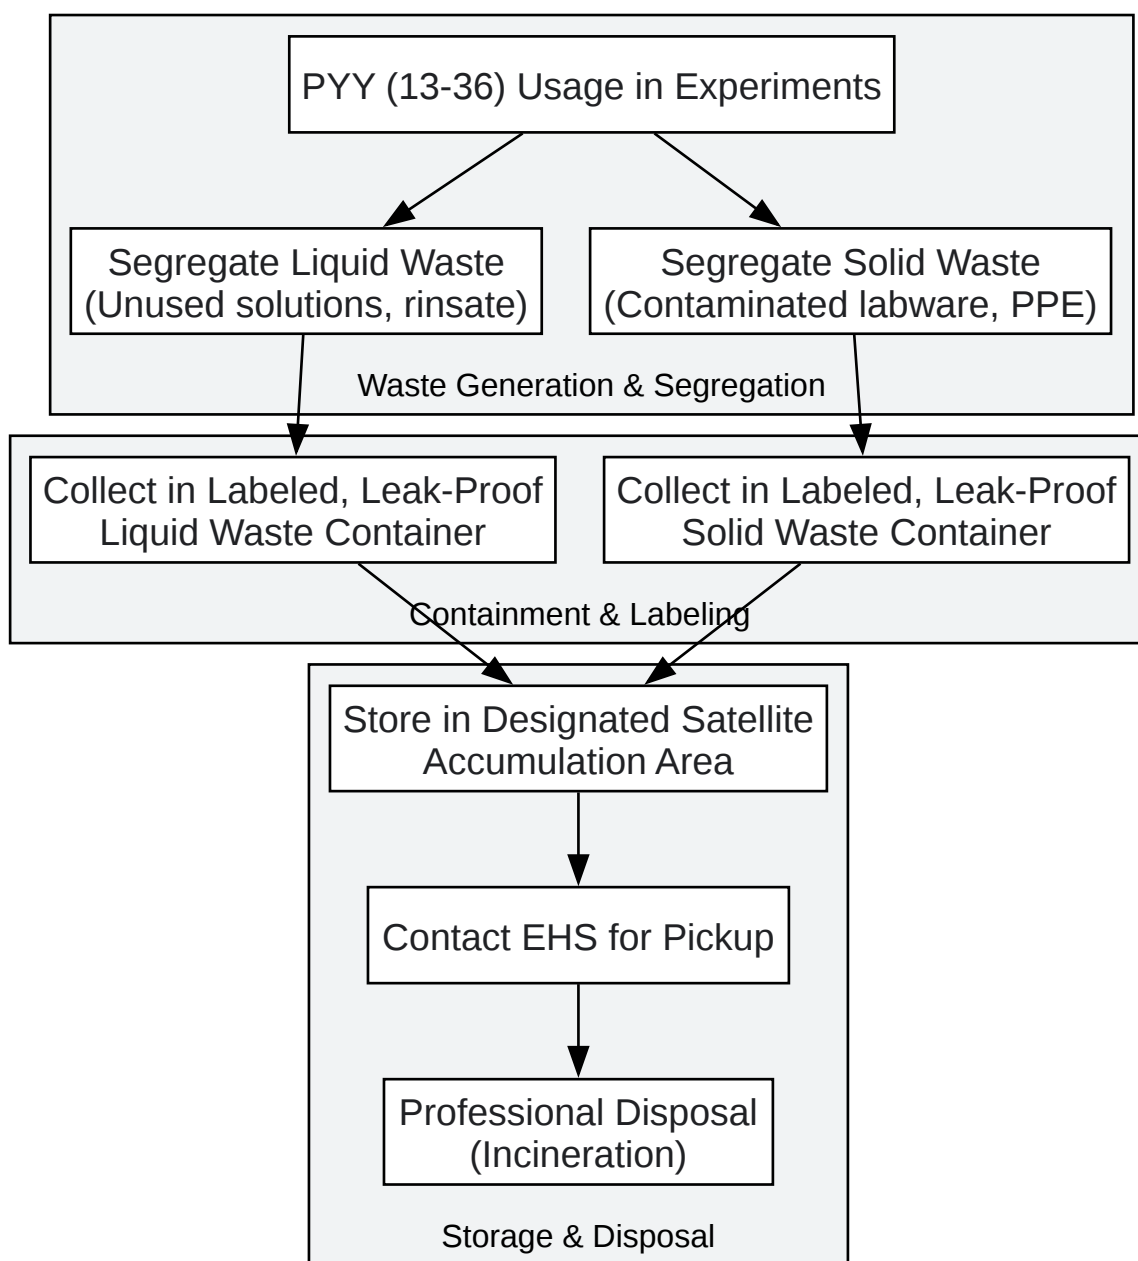 PYY (13-36) Usage in Experiments
Segregate Liquid Waste
(Unused solutions, rinsate)
Segregate Solid Waste
(Contaminated labware, PPE)
Waste Generation & Segregation
Collect in Labeled, Leak-Proof
Liquid Waste Container
Collect in Labeled, Leak-Proof
Solid Waste Container
Containment & Labeling
Store in Designated Satellite
Accumulation Area
Contact EHS for Pickup
Professional Disposal
(Incineration)
Storage & Disposal